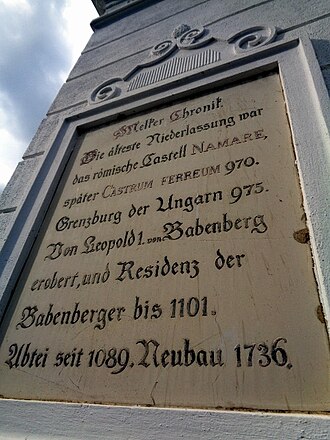 Melker Chronik
Die älteste Niederlassung war
das römische Castell NAMARE,
später CASTRUM FERREUM 970.
Grenzburg der Ungarn 975.
Von Leopold I. von Babenberg
erobert, und Residenz der
Babenberger bis 1101.
Abtei seit 1089. Neubau 1736.